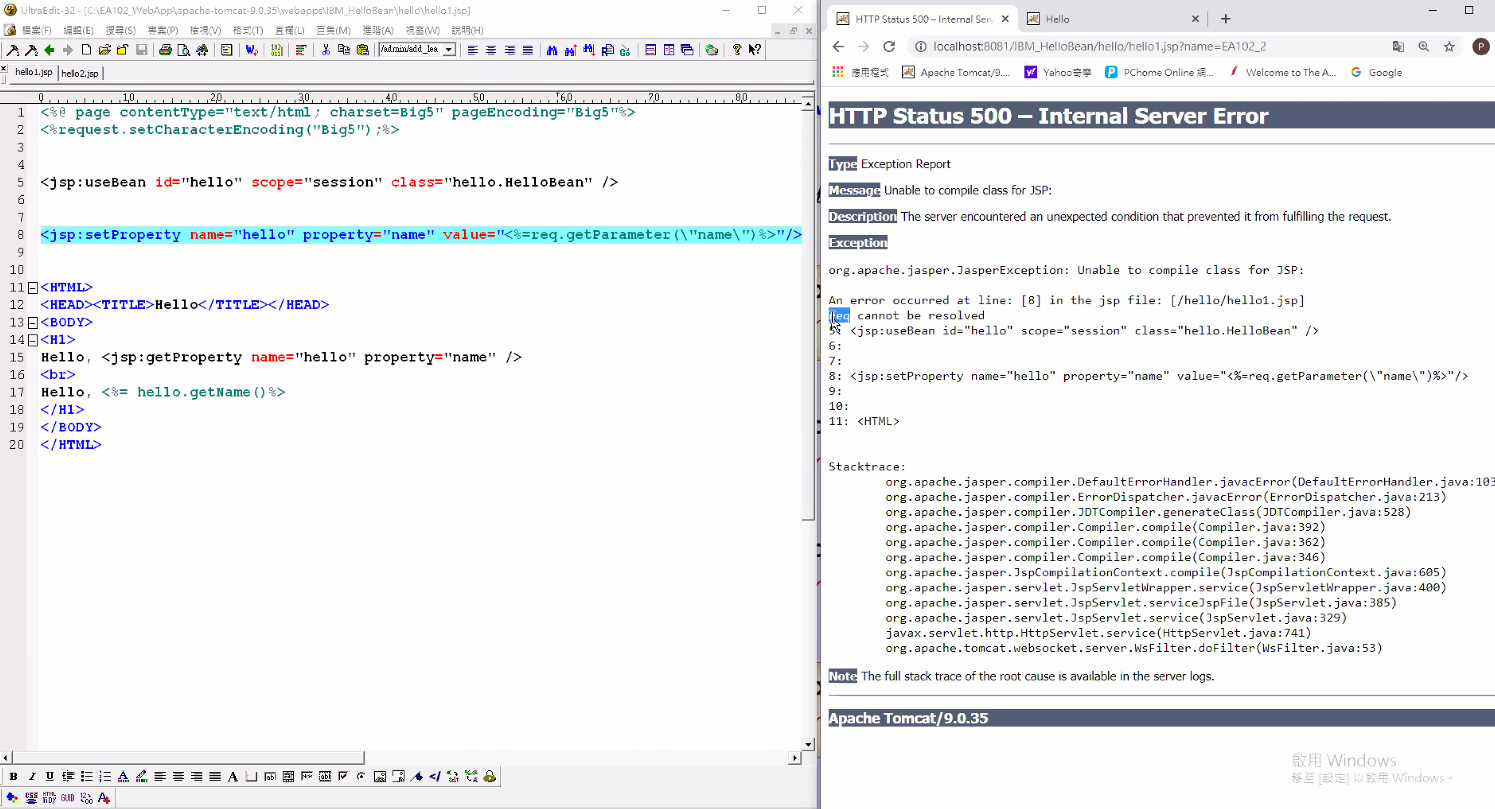 UltraEdit-32 - [C:\EA102_WebApp\apache-tomcat-9.0.35\webapps\IBM_HelloBean\hello\hello1.jsp]
檔案(F) 編輯(E) 搜尋(S) 專案(P) 檢視(V) 格式(T) 直欄(L) 巨集(M) 進階(A) 視窗(W) 說明(H)
/admin/add_lea
hello1.jsp hello2.jsp
0 10 20 30 40 50 60 70 80
1 <%@ page contentType="text/html; charset=Big5" pageEncoding="Big5"%>
2 <%request.setCharacterEncoding("Big5");%>
3
4
5 <jsp:useBean id="hello" scope="session" class="hello.HelloBean" />
6
7
8 <jsp:setProperty name="hello" property="name" value="<%=req.getParameter(\"name\")%>"/>
9
10
11 <HTML>
12 <HEAD><TITLE>Hello</TITLE></HEAD>
13 <BODY>
14 <H1>
15 Hello, <jsp:getProperty name="hello" property="name" />
16 <br>
17 Hello, <%= hello.getName()%>
18 </H1>
19 </BODY>
20 </HTML>
HTTP Status 500 – Internal Serv
Hello
localhost:8081/IBM_HelloBean/hello/hello1.jsp?name=EA102_2
P
應用程式 Apache Tomcat/9.... Yahoo奇摩 PChome Online 網... Welcome to The A... Google
HTTP Status 500 – Internal Server Error
Type Exception Report
Message Unable to compile class for JSP:
Description The server encountered an unexpected condition that prevented it from fulfilling the request.
Exception
org.apache.jasper.JasperException: Unable to compile class for JSP:
An error occurred at line: [8] in the jsp file: [/hello/hello1.jsp]
req cannot be resolved
5: <jsp:useBean id="hello" scope="session" class="hello.HelloBean" />
6:
7:
8: <jsp:setProperty name="hello" property="name" value="<%=req.getParameter(\"name\")%>"/>
9:
10:
11: <HTML>
Stacktrace:
org.apache.jasper.compiler.DefaultErrorHandler.javacError(DefaultErrorHandler.java:103
org.apache.jasper.compiler.ErrorDispatcher.javacError(ErrorDispatcher.java:213)
org.apache.jasper.compiler.JDTCompiler.generateClass(JDTCompiler.java:528)
org.apache.jasper.compiler.Compiler.compile(Compiler.java:392)
org.apache.jasper.compiler.Compiler.compile(Compiler.java:362)
org.apache.jasper.compiler.Compiler.compile(Compiler.java:346)
org.apache.jasper.JspCompilationContext.compile(JspCompilationContext.java:605)
org.apache.jasper.servlet.JspServletWrapper.service(JspServletWrapper.java:400)
org.apache.jasper.servlet.JspServlet.serviceJspFile(JspServlet.java:385)
org.apache.jasper.servlet.JspServlet.service(JspServlet.java:329)
javax.servlet.http.HttpServlet.service(HttpServlet.java:741)
org.apache.tomcat.websocket.server.WsFilter.doFilter(WsFilter.java:53)
Note The full stack trace of the root cause is available in the server logs.
Apache Tomcat/9.0.35
啟用 Windows
移至 [設定] 以啟用 Windows。